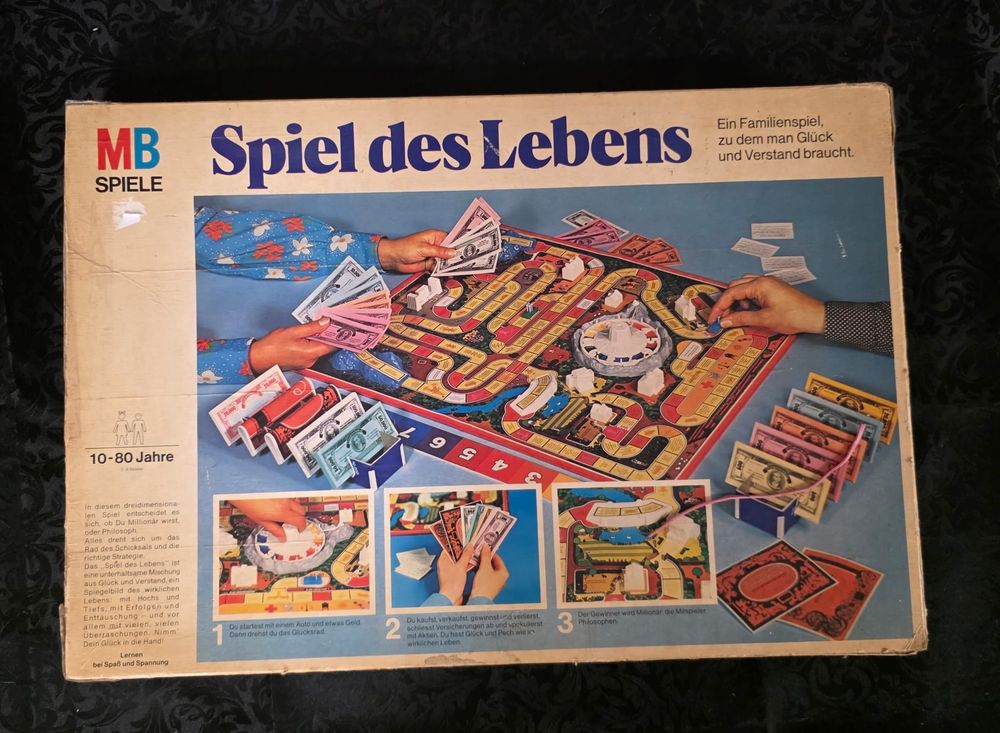 MB
SPIELE
Spiel des Lebens
Ein Familienspiel,
zu dem man Glück
und Verstand braucht.
10-80 Jahre
In diesem dreidimensiona-
len Spiel entscheidet es
sich, ob Du Millionär wirst,
oder Philosoph.
Alles dreht sich um das
Rad des Schicksals und die
richtige Strategie.
Das „Spiel des Lebens" ist
eine unterhaltsame Mischung
aus Glück und Verstand, ein
Spiegelbild des wirklichen
Lebens: mit Hochs und
Tiefs, mit Erfolgen und
Enttäuschung – und vor
allem mit vielen, vielen
Überraschungen. Nimm'
Dein Glück in die Hand!
Lernen
bei Spaß und Spannung
7 6 5 4 3
1 Du startest mit einem Auto und etwas Geld.
Dann drehst du das Glücksrad.
2 Du kaufst, verkaufst, gewinnst und verlierst,
schliesst Versicherungen ab und spekulierst
mit Aktien. Du hast Glück und Pech wie im
wirklichen Leben.
3 Der Gewinner wird Millionär, die Mitspieler
Philosophen.